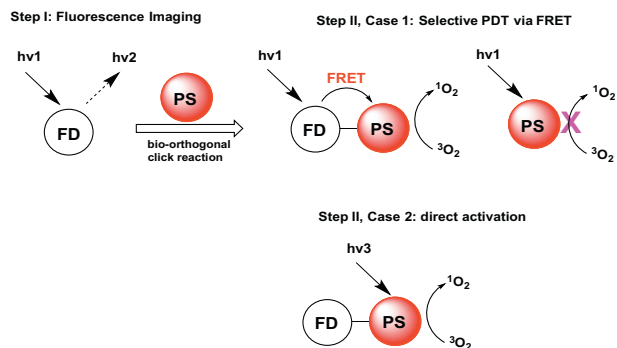 Step I: Fluorescence Imaging
hv1
hv2
FD
PS
bio-orthogonal
click reaction
Step II, Case 1: Selective PDT via FRET
hv1
FRET
FD
PS
¹O₂
³O₂
hv1
PS
X
¹O₂
³O₂
Step II, Case 2: direct activation
hv3
FD
PS
¹O₂
³O₂